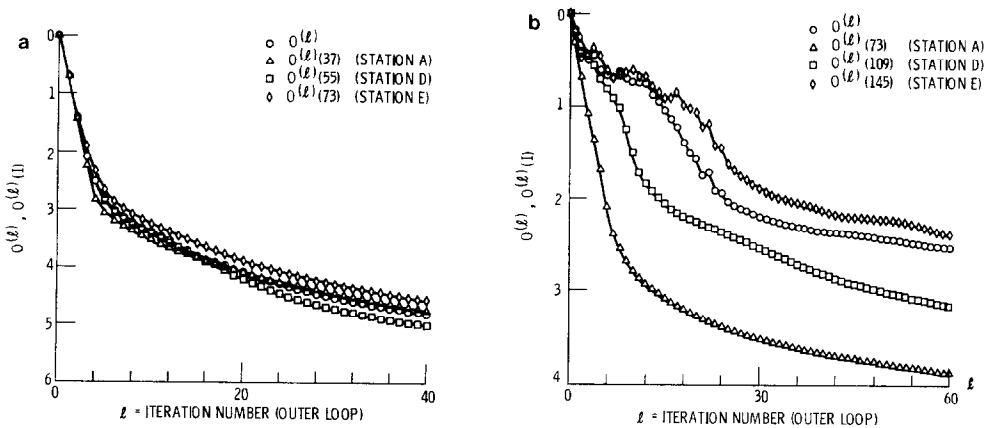 a
O^(ℓ)
O^(ℓ)(37) (STATION A)
O^(ℓ)(55) (STATION D)
O^(ℓ)(73) (STATION E)
0
1
2
3
4
5
6
O^(ℓ), O^(ℓ)(I)
0 20 40
ℓ = ITERATION NUMBER (OUTER LOOP)
b
O^(ℓ)
O^(ℓ)(73) (STATION A)
O^(ℓ)(109) (STATION D)
O^(ℓ)(145) (STATION E)
0
1
2
3
4
O^(ℓ), O^(ℓ)(I)
0 30 60 ℓ
ℓ = ITERATION NUMBER (OUTER LOOP)